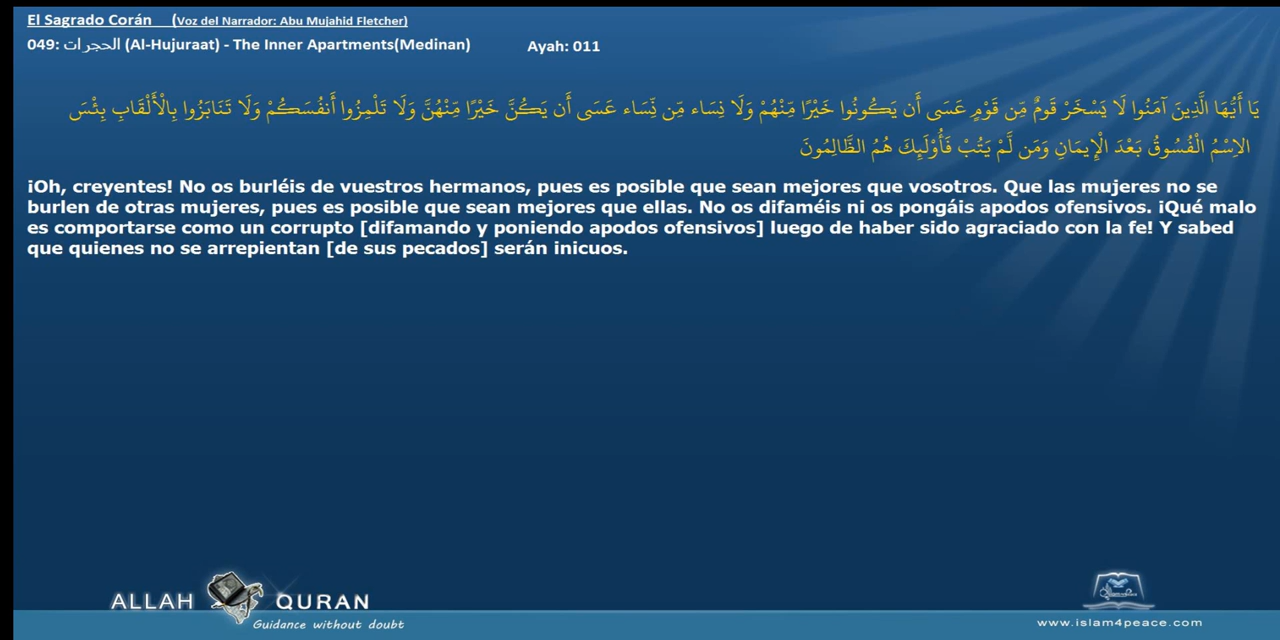 El Sagrado Corán (Voz del Narrador: Abu Mujahid Fletcher)
049: الحجرات (Al-Hujuraat) - The Inner Apartments(Medinan) Ayah: 011
يَا أَيُّهَا الَّذِينَ آمَنُوا لَا يَسْخَرْ قَومٌ مِّن قَوْمٍ عَسَى أَن يَكُونُوا خَيْرًا مِّنْهُمْ وَلَا نِسَاء مِّن نِّسَاء عَسَى أَن يَكُنَّ خَيْرًا مِّنْهُنَّ وَلَا تَلْمِزُوا أَنفُسَكُمْ وَلَا تَنَابَزُوا بِالْأَلْقَابِ بِئْسَ
الاِسْمُ الْفُسُوقُ بَعْدَ الْإِيمَانِ وَمَن لَّمْ يَتُبْ فَأُوْلَئِكَ هُمُ الظَّالِمُونَ
¡Oh, creyentes! No os burléis de vuestros hermanos, pues es posible que sean mejores que vosotros. Que las mujeres no se
burlen de otras mujeres, pues es posible que sean mejores que ellas. No os difaméis ni os pongáis apodos ofensivos. ¡Qué malo
es comportarse como un corrupto [difamando y poniendo apodos ofensivos] luego de haber sido agraciado con la fe! Y sabed
que quienes no se arrepientan [de sus pecados] serán inicuos.
ALLAH QURAN
Guidance without doubt
www.islam4peace.com